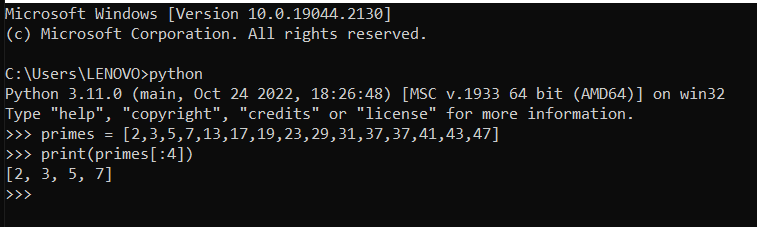 Microsoft Windows [Version 10.0.19044.2130]
(c) Microsoft Corporation. All rights reserved.
C:\Users\LENOVO>python
Python 3.11.0 (main, Oct 24 2022, 18:26:48) [MSC v.1933 64 bit (AMD64)] on win32
Type "help", "copyright", "credits" or "license" for more information.
>>> primes = [2,3,5,7,13,17,19,23,29,31,37,37,41,43,47]
>>> print(primes[:4])
[2, 3, 5, 7]
>>>